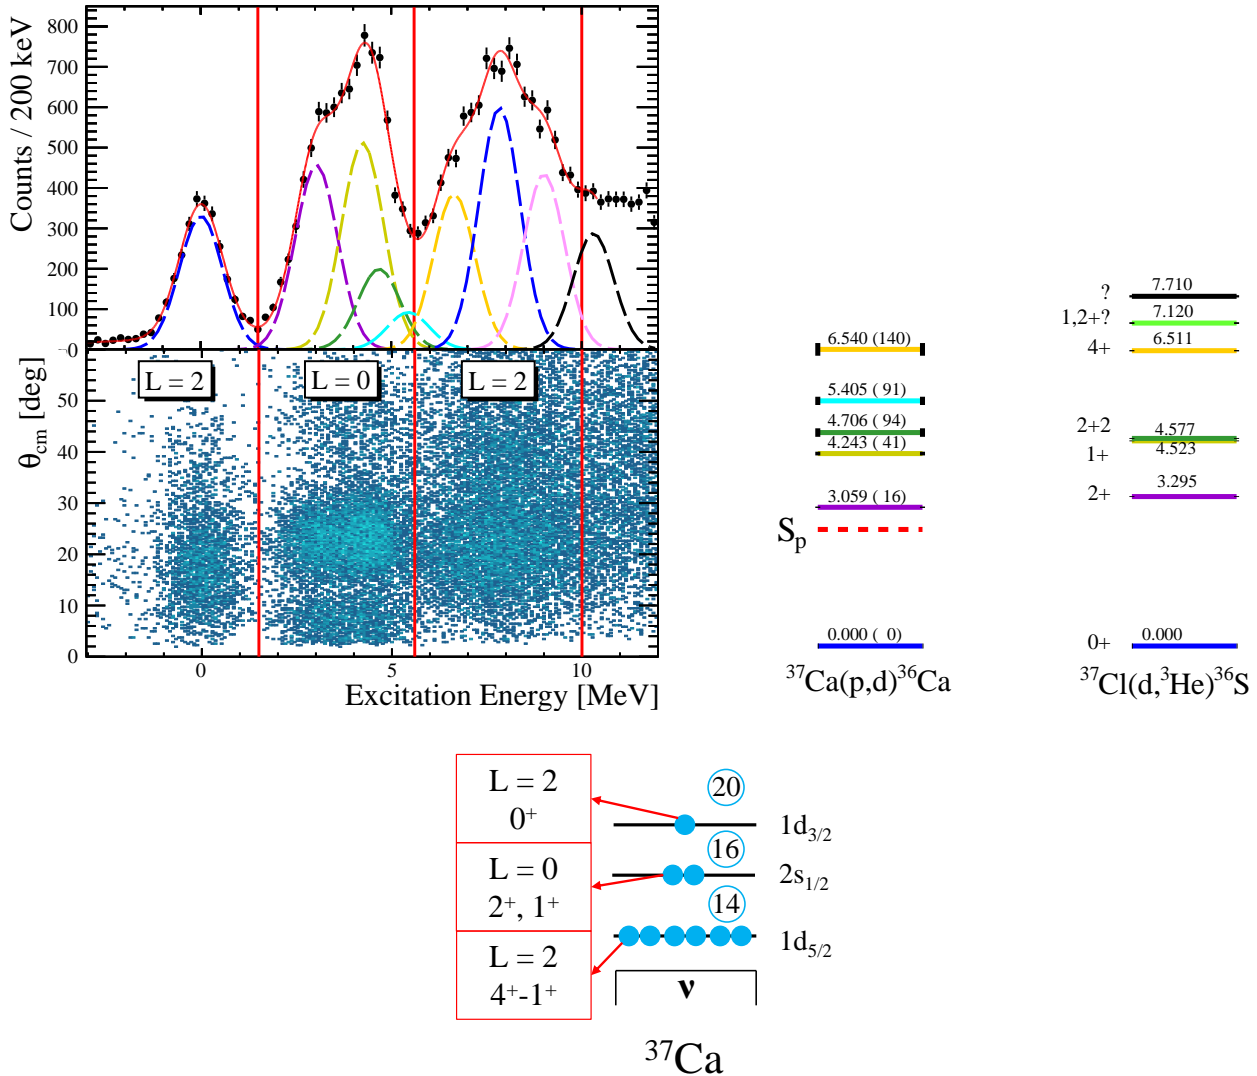 Counts / 200 keV
800
700
600
500
400
300
200
100
0
L = 2
L = 0
L = 2
θcm [deg]
50
40
30
20
10
0
0
5
10
Excitation Energy [MeV]
6.540 (140)
5.405 ( 91)
4.706 ( 94)
4.243 ( 41)
3.059 ( 16)
Sp
0.000 ( 0)
37Ca(p,d)36Ca
? 7.710
1,2+? 7.120
4+ 6.511
2+2 4.577
1+ 4.523
2+ 3.295
0+ 0.000
37Cl(d,3He)36S
L = 2
0+
20
1d3/2
L = 0
2+, 1+
16
2s1/2
L = 2
4+-1+
14
1d5/2
ν
37Ca